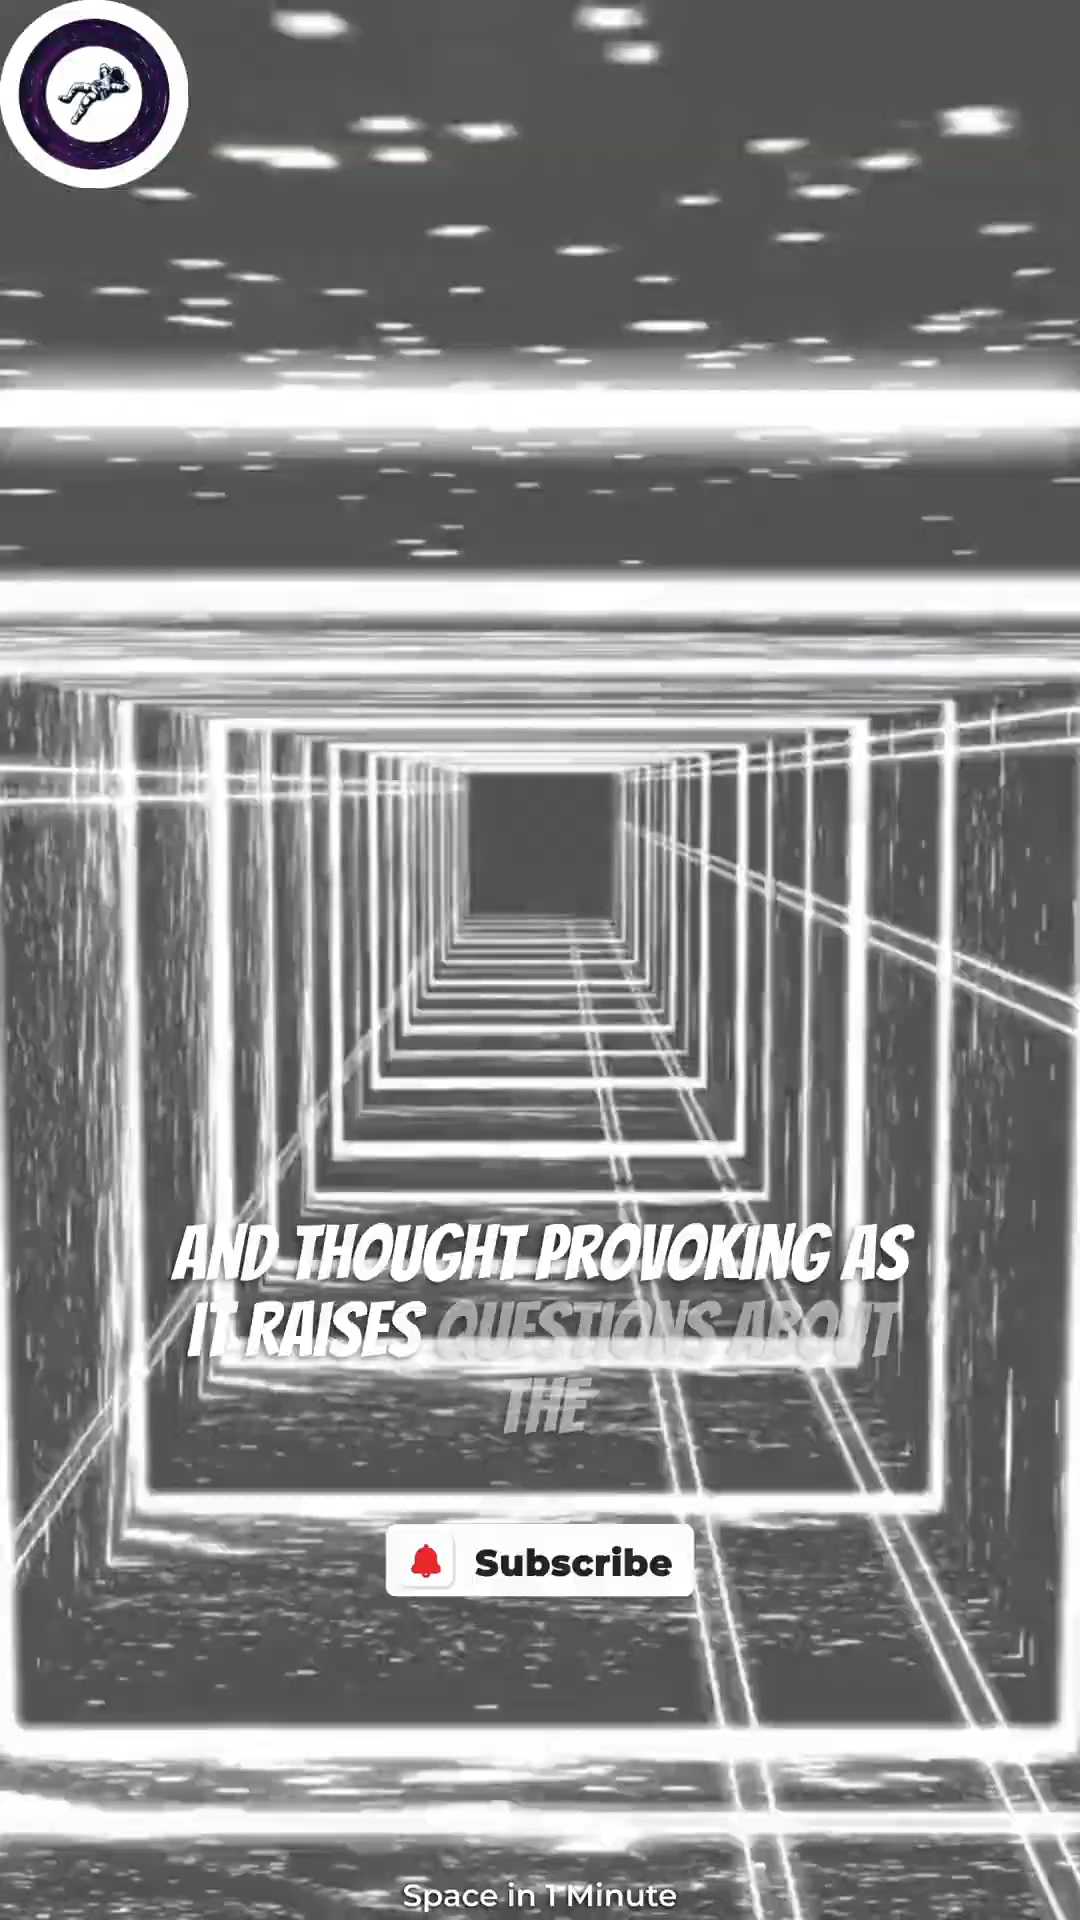 AND THOUGHT PROVOKING AS
IT RAISES QUESTIONS ABOUT
THE
Subscribe
Space in 1 Minute